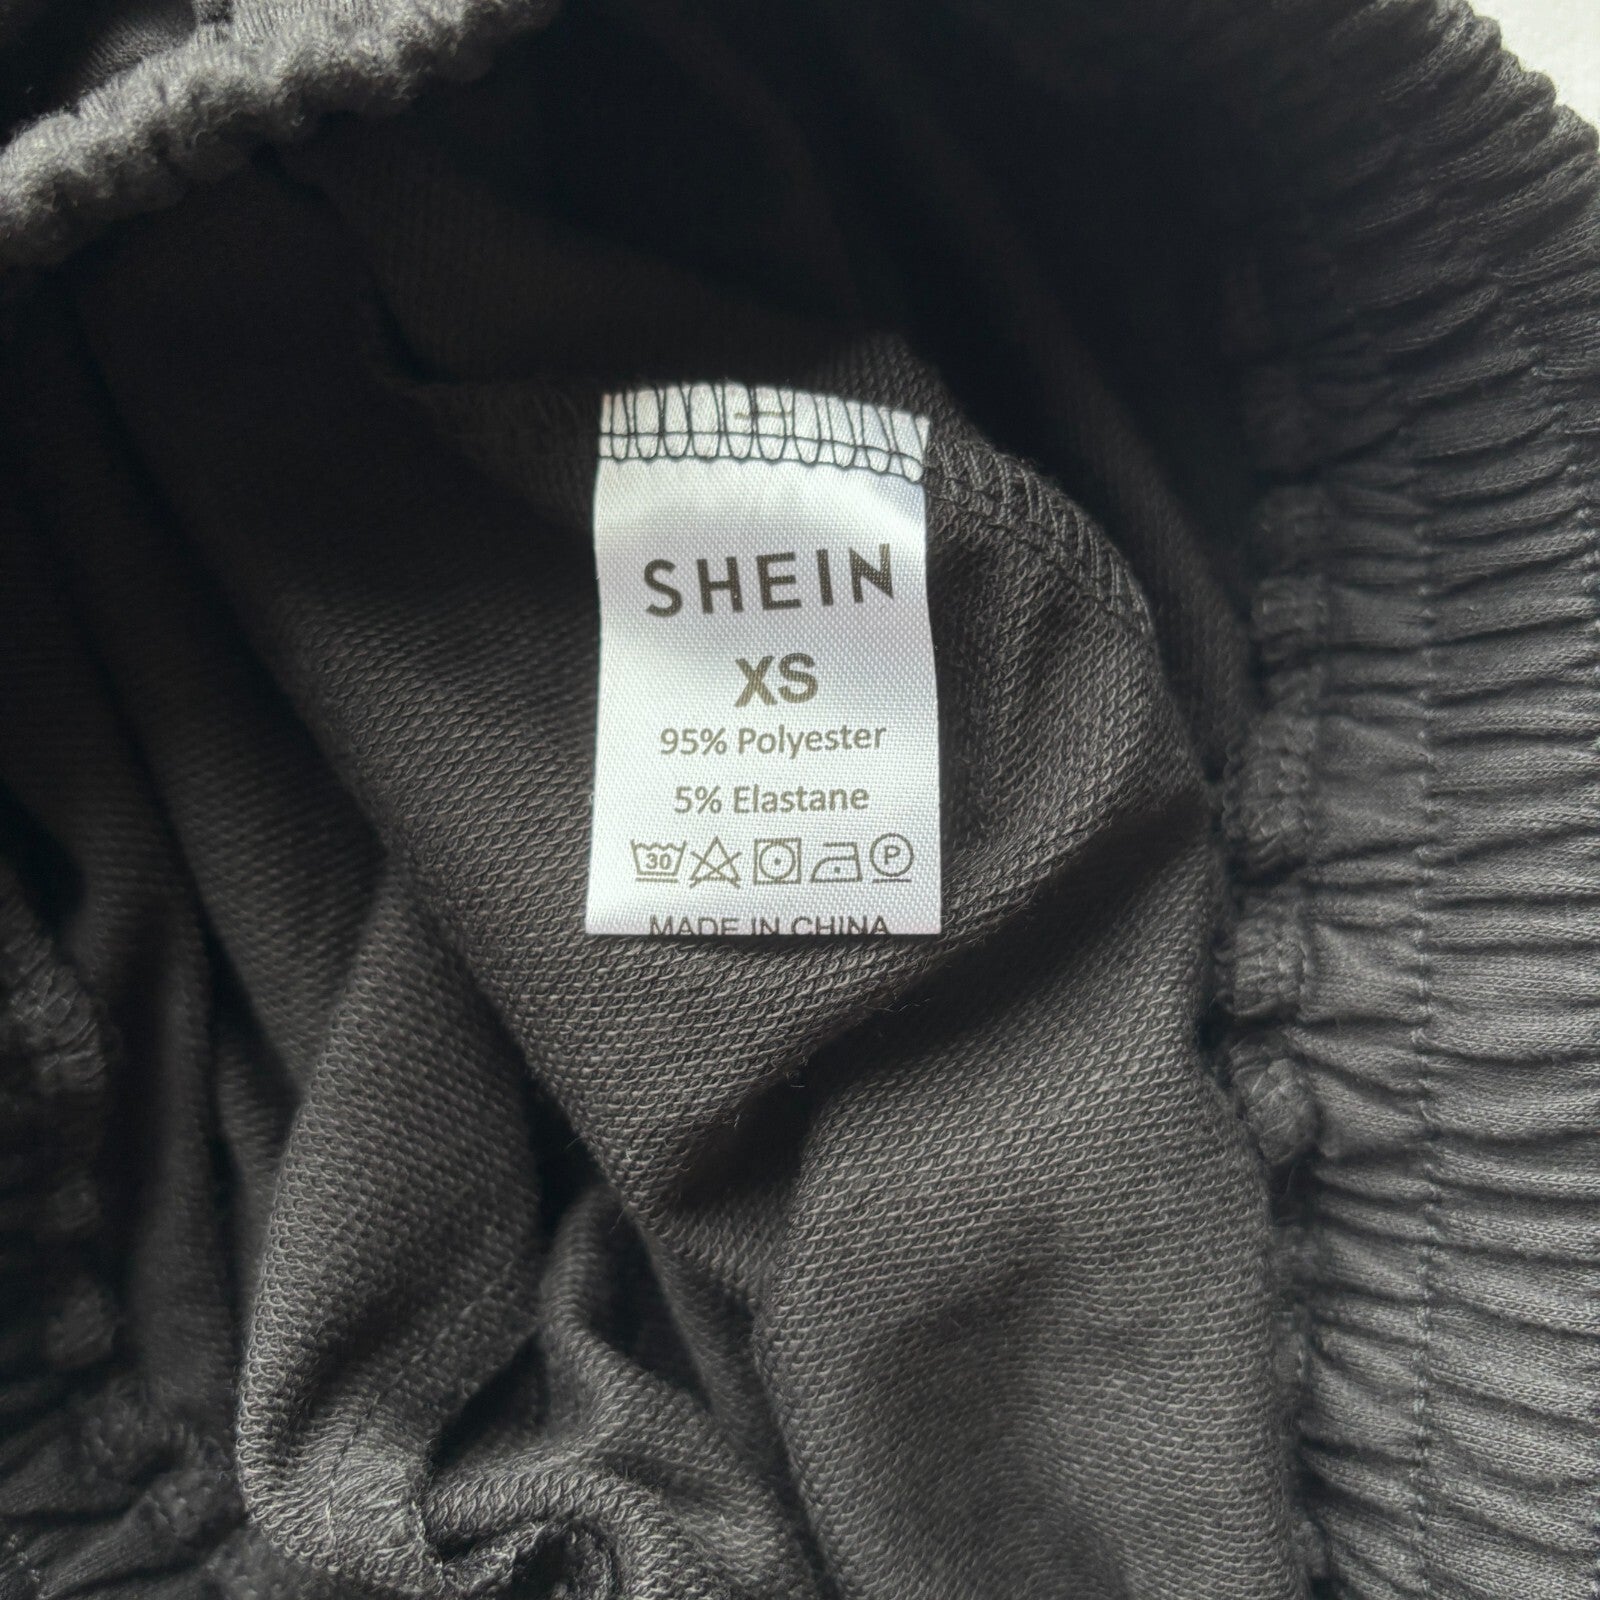 SHEIN
XS
95% Polyester
5% Elastane
30 P
MADE IN CHINA